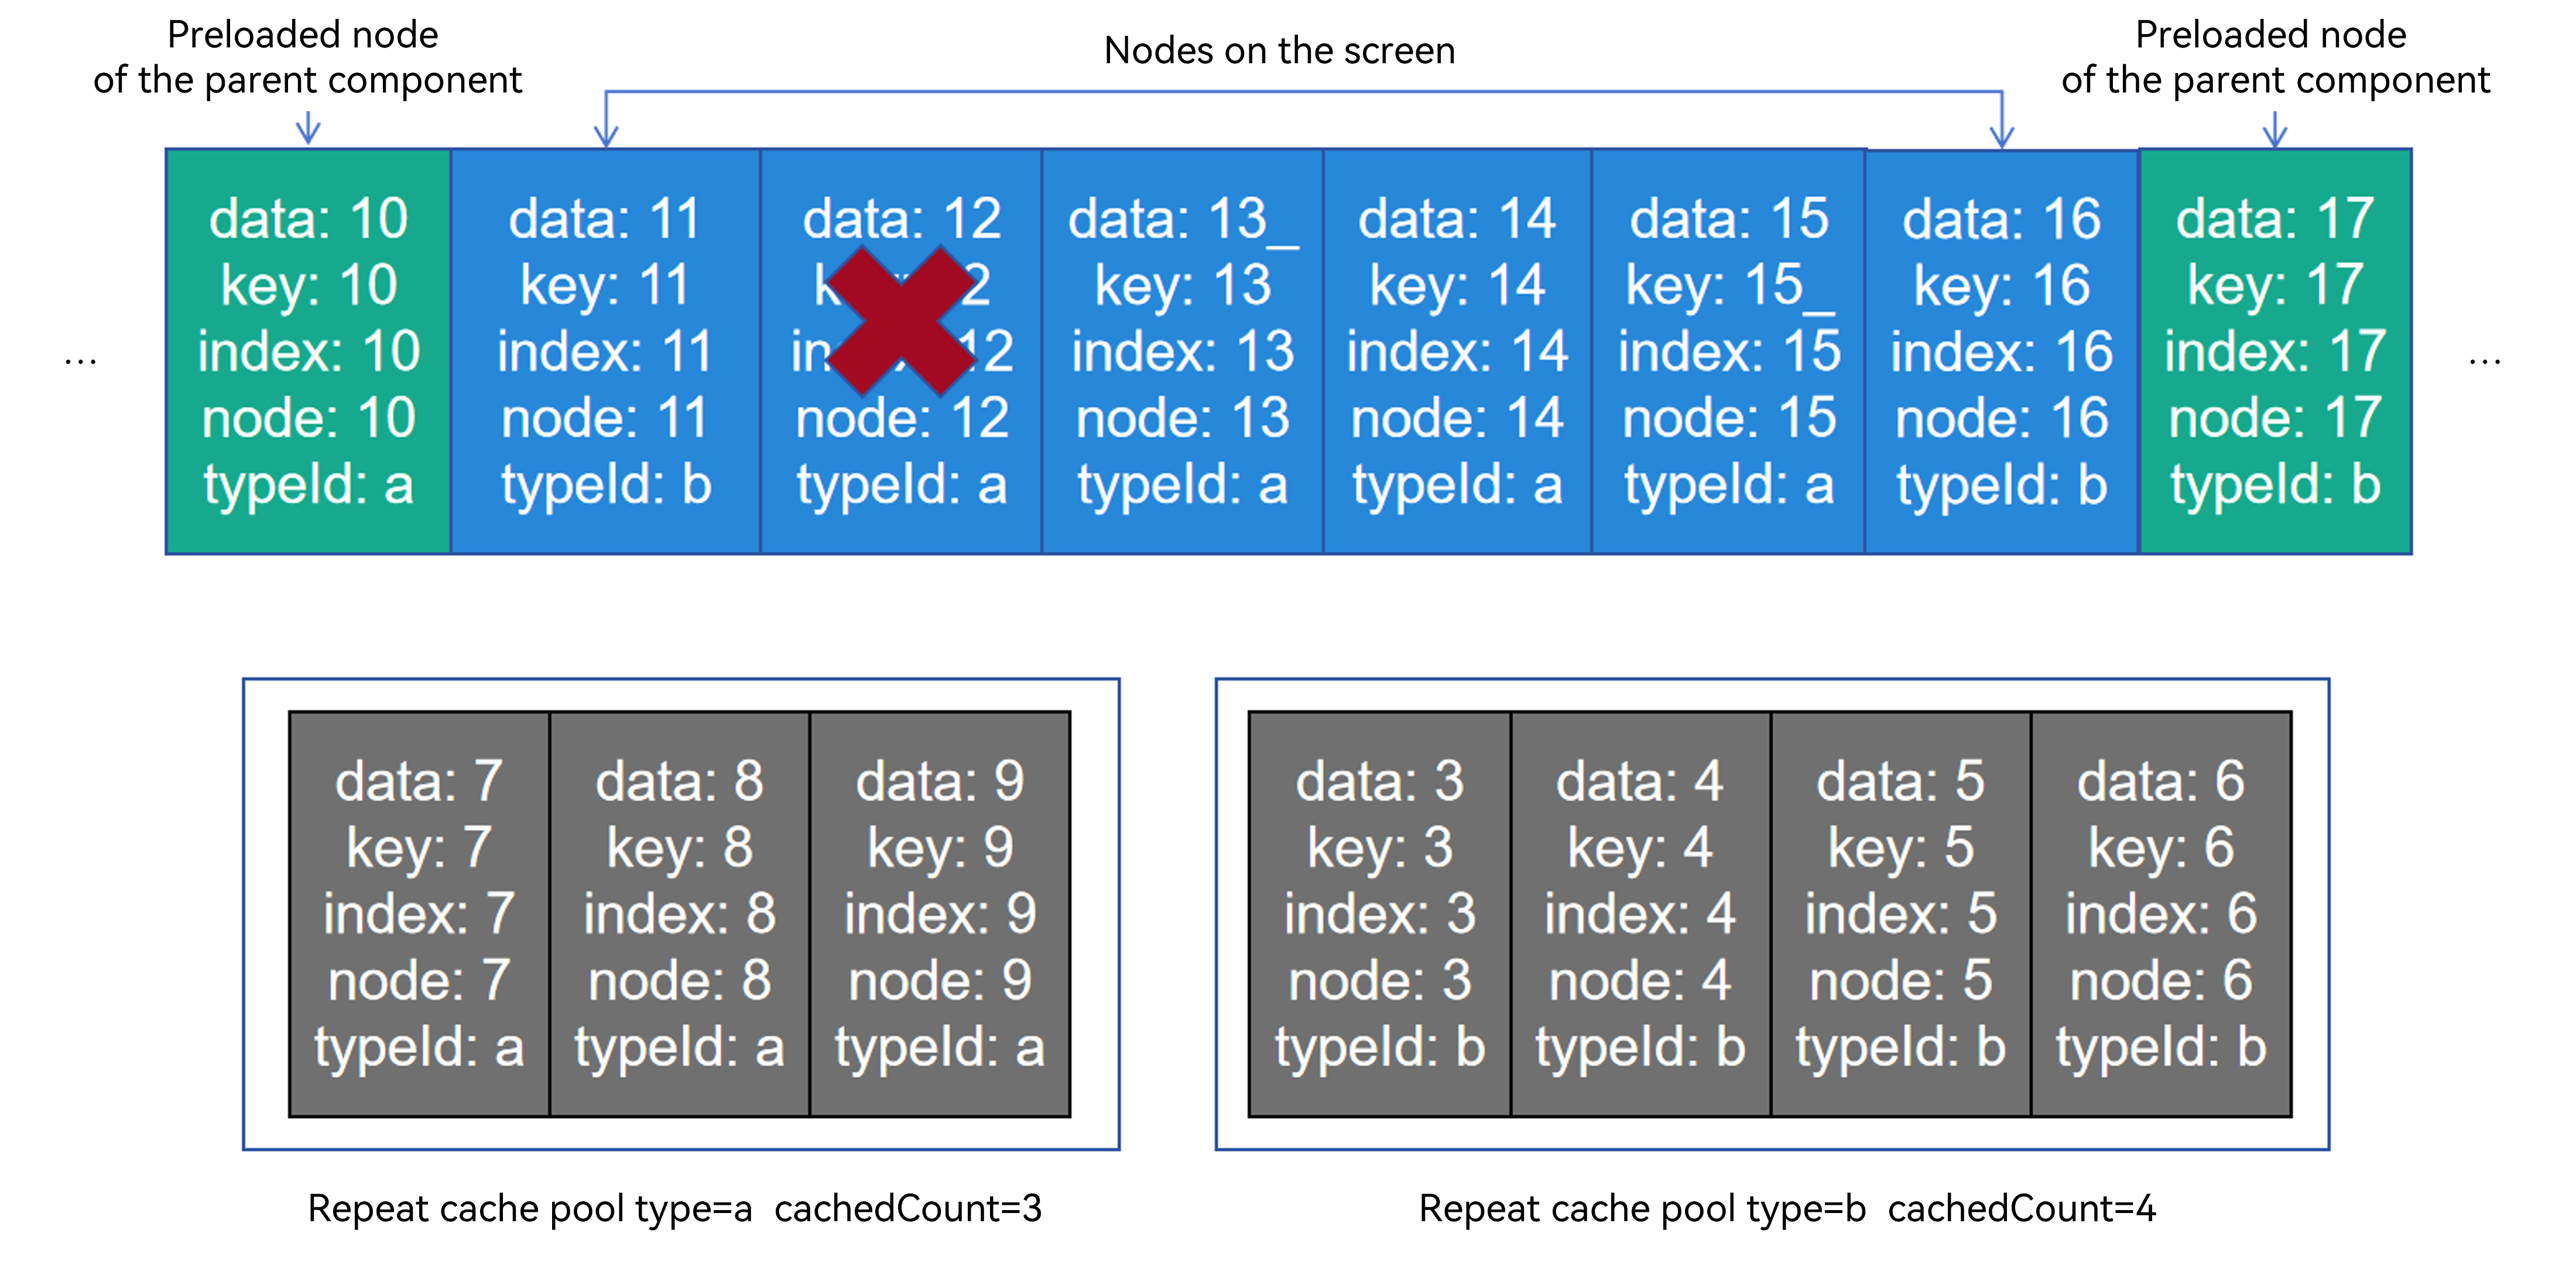 Preloaded node
of the parent component
Nodes on the screen
Preloaded node
of the parent component
...
data: 10
key: 10
index: 10
node: 10
typeId: a
data: 11
key: 11
index: 11
node: 11
typeId: b
data: 12
node: 12
typeId: a
data: 13_
key: 13
index: 13
node: 13
typeId: a
data: 14
key: 14
index: 14
node: 14
typeId: a
data: 15
key: 15_
index: 15
node: 15
typeId: a
data: 16
key: 16
index: 16
node: 16
typeId: b
data: 17
key: 17
index: 17
node: 17
typeId: b
...
data: 7
key: 7
index: 7
node: 7
typeId: a
data: 8
key: 8
index: 8
node: 8
typeId: a
data: 9
key: 9
index: 9
node: 9
typeId: a
Repeat cache pool type=a cachedCount=3
data: 3
key: 3
index: 3
node: 3
typeId: b
data: 4
key: 4
index: 4
node: 4
typeId: b
data: 5
key: 5
index: 5
node: 5
typeId: b
data: 6
key: 6
index: 6
node: 6
typeId: b
Repeat cache pool type=b cachedCount=4